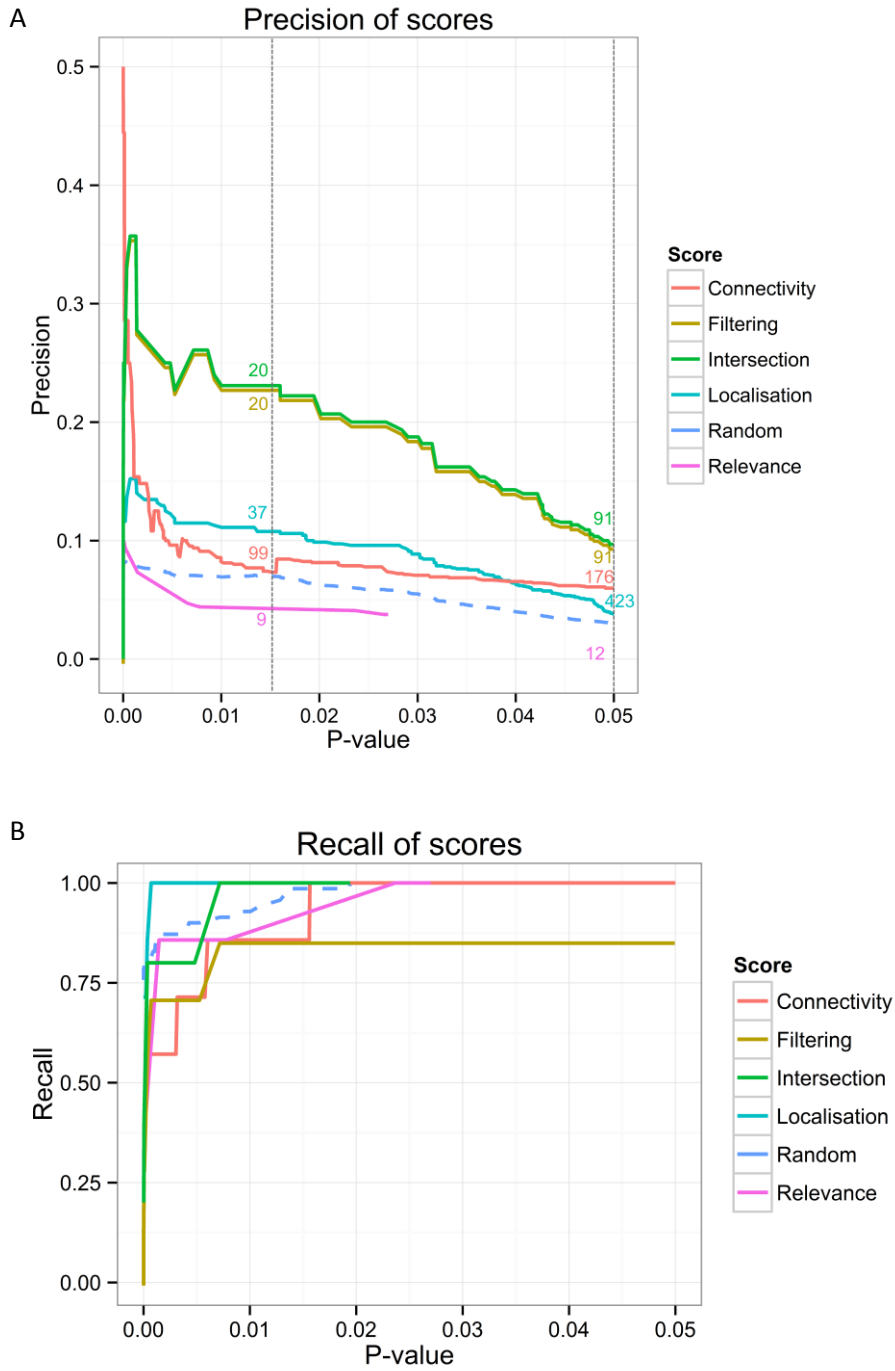 A
Precision of scores
0.5
0.4
0.3
0.2
0.1
0.0
Precision
20
20
37
99
9
91
91
176
423
12
0.00 0.01 0.02 0.03 0.04 0.05
P-value
Score
Connectivity
Filtering
Intersection
Localisation
Random
Relevance
B
Recall of scores
1.00
0.75
0.50
0.25
0.00
Recall
0.00 0.01 0.02 0.03 0.04 0.05
P-value
Score
Connectivity
Filtering
Intersection
Localisation
Random
Relevance